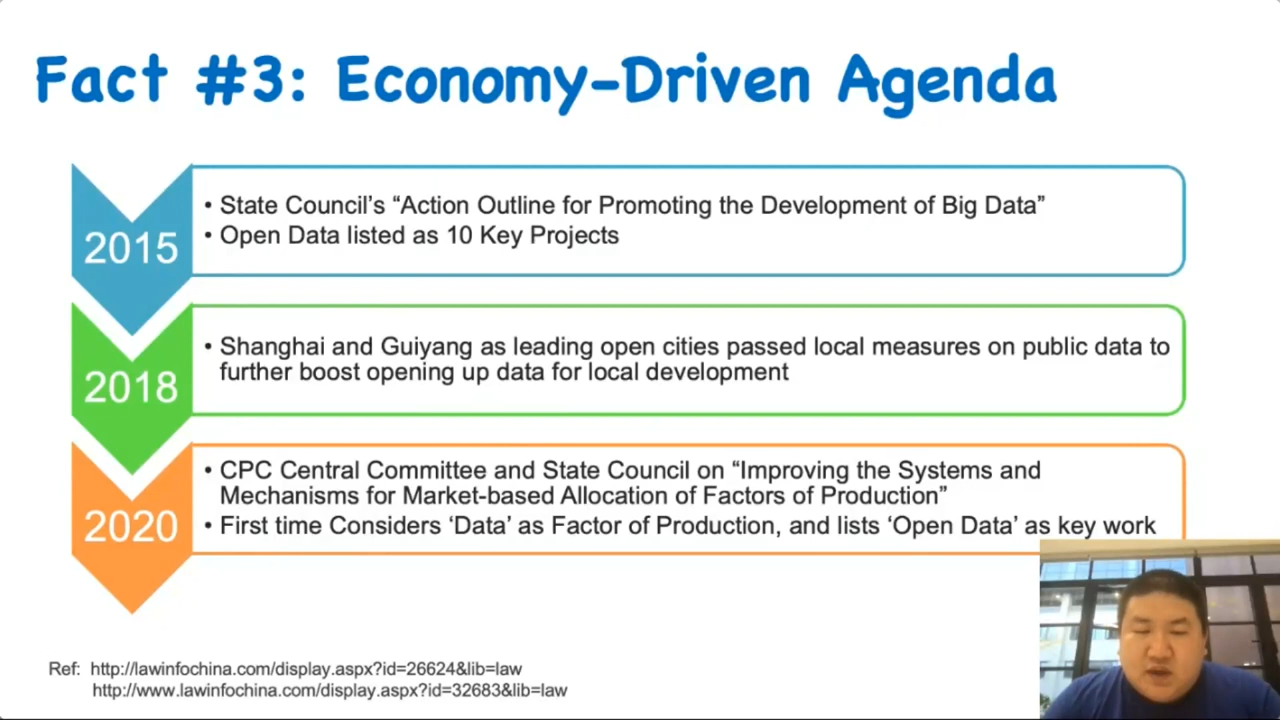 Fact #3: Economy-Driven Agenda
2015
• State Council's “Action Outline for Promoting the Development of Big Data”
• Open Data listed as 10 Key Projects
2018
• Shanghai and Guiyang as leading open cities passed local measures on public data to
further boost opening up data for local development
2020
• CPC Central Committee and State Council on “Improving the Systems and
Mechanisms for Market-based Allocation of Factors of Production”
• First time Considers ‘Data’ as Factor of Production, and lists ‘Open Data’ as key work
Ref: http://lawinfochina.com/display.aspx?id=26624&lib=law
http://www.lawinfochina.com/display.aspx?id=32683&lib=law